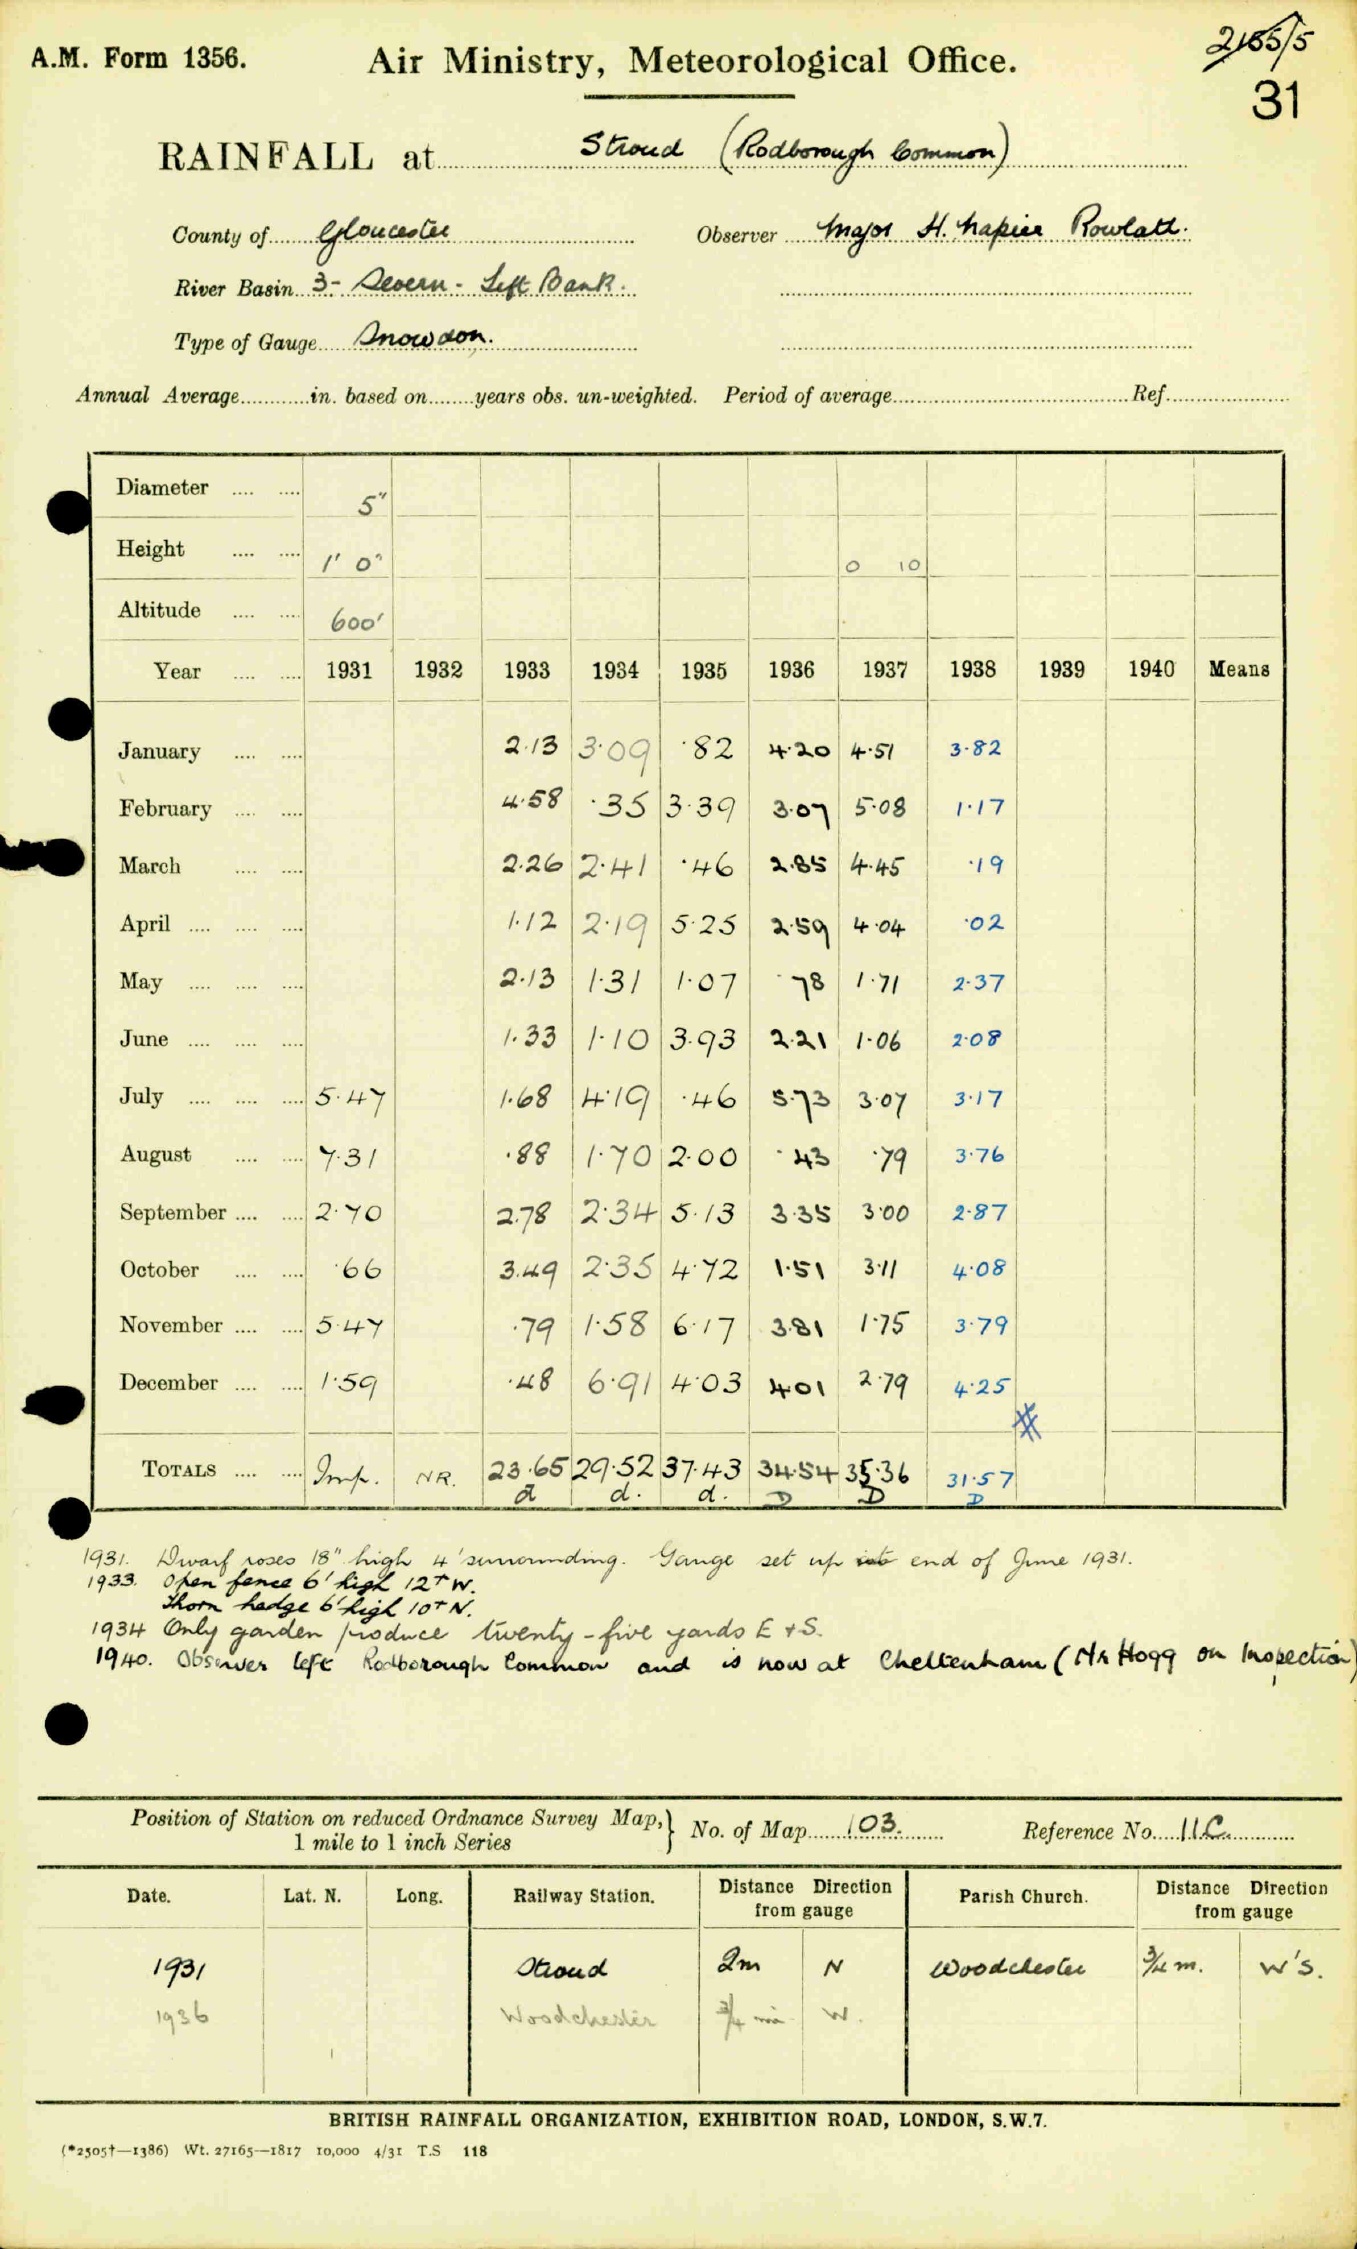 A.M. Form 1356.
Air Ministry, Meteorological Office.
2155/5
31
RAINFALL at Stroud (Rodborough Common)
County of Gloucester Observer Major H. Napier Rowlatt.
River Basin 3- Severn - Left Bank.
Type of Gauge Snowdon.
Annual Average in. based on years obs. un-weighted. Period of average Ref.
Diameter 5"
Height 1' 0" 0 10
Altitude 600'
Year 1931 1932 1933 1934 1935 1936 1937 1938 1939 1940 Means
January 2.13 3.09 .82 4.20 4.51 3.82
February 4.58 .35 3.39 3.07 5.08 1.17
March 2.26 2.41 .46 2.85 4.45 .19
April 1.12 2.19 5.25 2.59 4.04 .02
May 2.13 1.31 1.07 .78 1.71 2.37
June 1.33 1.10 3.93 2.21 1.06 2.08
July 5.47 1.68 4.19 .46 5.73 3.07 3.17
August 7.31 .88 1.70 2.00 .43 .79 3.76
September 2.70 2.78 2.34 5.13 3.35 3.00 2.87
October .66 3.49 2.35 4.72 1.51 3.11 4.08
November 5.47 .79 1.58 6.17 3.81 1.75 3.79
December 1.59 .48 6.91 4.03 4.01 2.79 4.25
#
TOTALS Imp. NR. 23.65 29.52 37.43 34.54 35.36 31.57
d d. d. D D D
1931. Dwarf roses 18" high 4' surrounding. Gauge set up end of June 1931.
1933. Open fence 6' high 12ft W.
Thorn hedge 6' high 10ft N.
1934 Only garden produce twenty-five yards E + S.
1940. Observer left Rodborough Common and is now at Cheltenham (Mr Hogg on Inspection)
Position of Station on reduced Ordnance Survey Map,} No. of Map 103. Reference No. 11C.
1 mile to 1 inch Series
Date. Lat. N. Long. Railway Station. Distance Direction from gauge Parish Church. Distance Direction from gauge
1931 Stroud 2m N Woodchester 3/4 m. W'S.
1936 Woodchester 3/4 mi W.
BRITISH RAINFALL ORGANIZATION, EXHIBITION ROAD, LONDON, S.W.7.
(*2505†—1386) Wt. 27165—1817 10,000 4/31 T.S 118